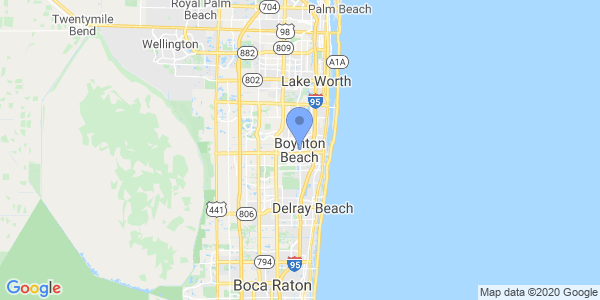 Royal Palm
Beach
704
Palm Beach
Twentymile
Bend
98
Wellington
809
882
A1A
802
Lake Worth
95
Boynton
Beach
441
806
Delray Beach
794
95
Boca Raton
Google
Map data ©2020 Google